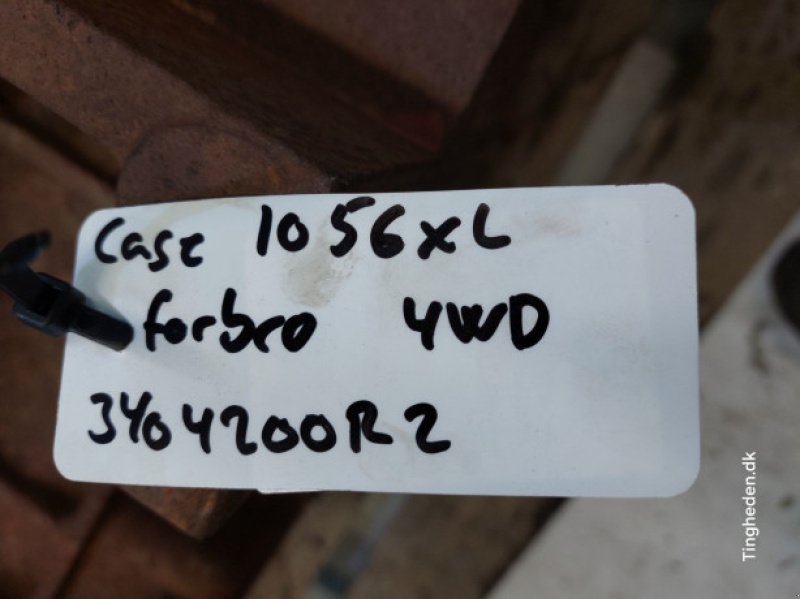 Case 1056XL
forbro 4WD
3404200R2
Tingheden.dk